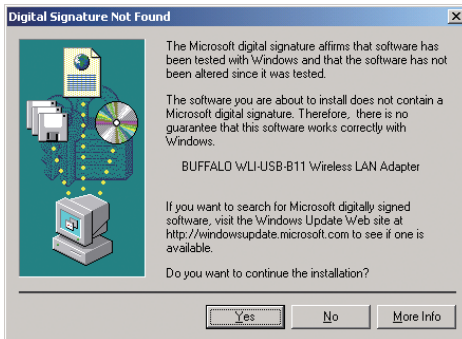 Digital Signature Not Found
The Microsoft digital signature affirms that software has
been tested with Windows and that the software has not
been altered since it was tested.
The software you are about to install does not contain a
Microsoft digital signature. Therefore, there is no
guarantee that this software works correctly with
Windows.
BUFFALO WLI-USB-B11 Wireless LAN Adapter
If you want to search for Microsoft digitally signed
software, visit the Windows Update Web site at
http://windowsupdate.microsoft.com to see if one is
available.
Do you want to continue the installation?
Yes No More Info